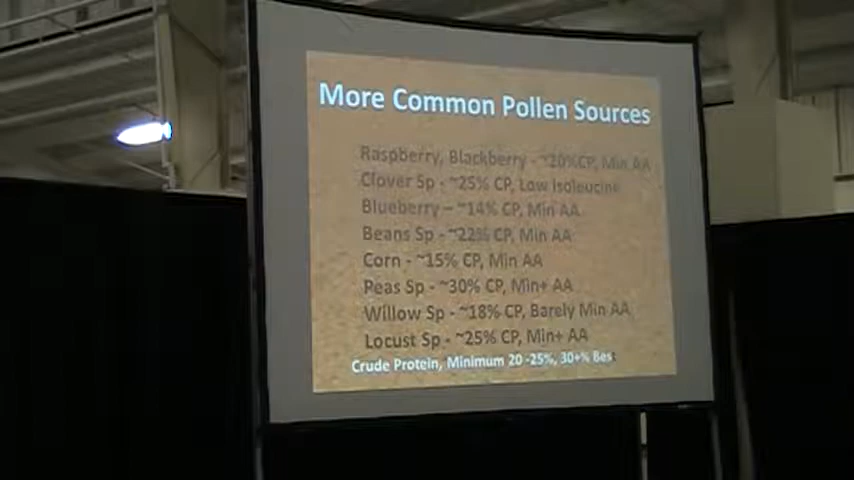 More Common Pollen Sources
Raspberry, Blackberry - ~20%CP, Min AA
Clover Sp - ~25% CP, Low Isoleucine
Blueberry – ~14% CP, Min AA
Beans Sp - ~22% CP, Min AA
Corn - ~15% CP, Min AA
Peas Sp - ~30% CP, Min+ AA
Willow Sp - ~18% CP, Barely Min AA
Locust Sp - ~25% CP, Min+ AA
Crude Protein, Minimum 20 -25%, 30+% Bes